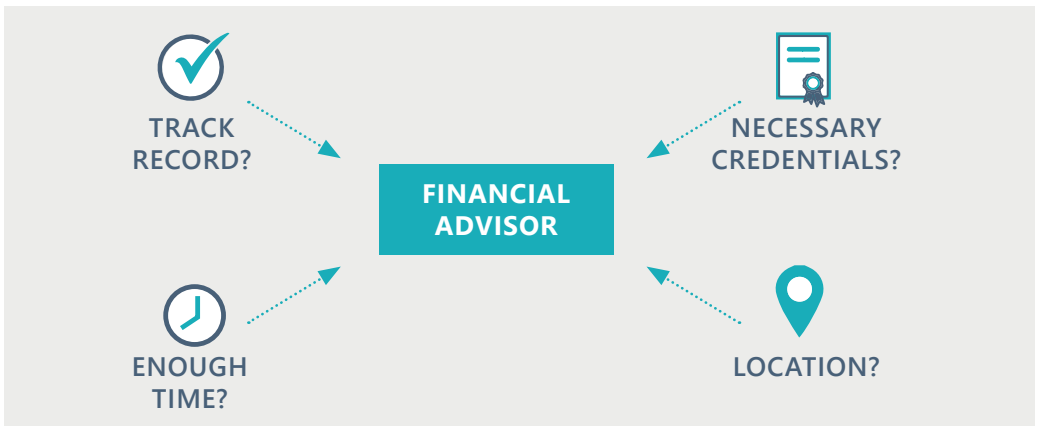 TRACK
RECORD?
NECESSARY
CREDENTIALS?
FINANCIAL
ADVISOR
ENOUGH
TIME?
LOCATION?